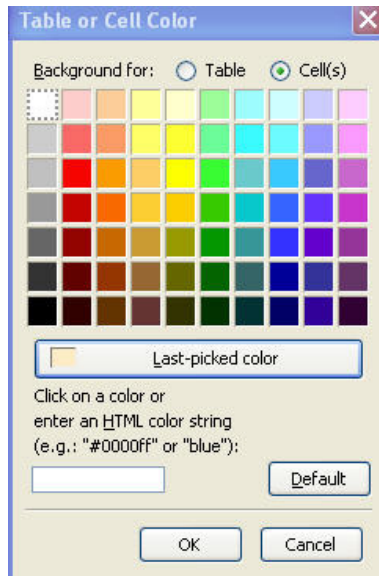 Table or Cell Color
Background for: Table Cell(s)
Last-picked color
Click on a color or
enter an HTML color string
(e.g.: "#0000ff" or "blue"):
Default
OK Cancel